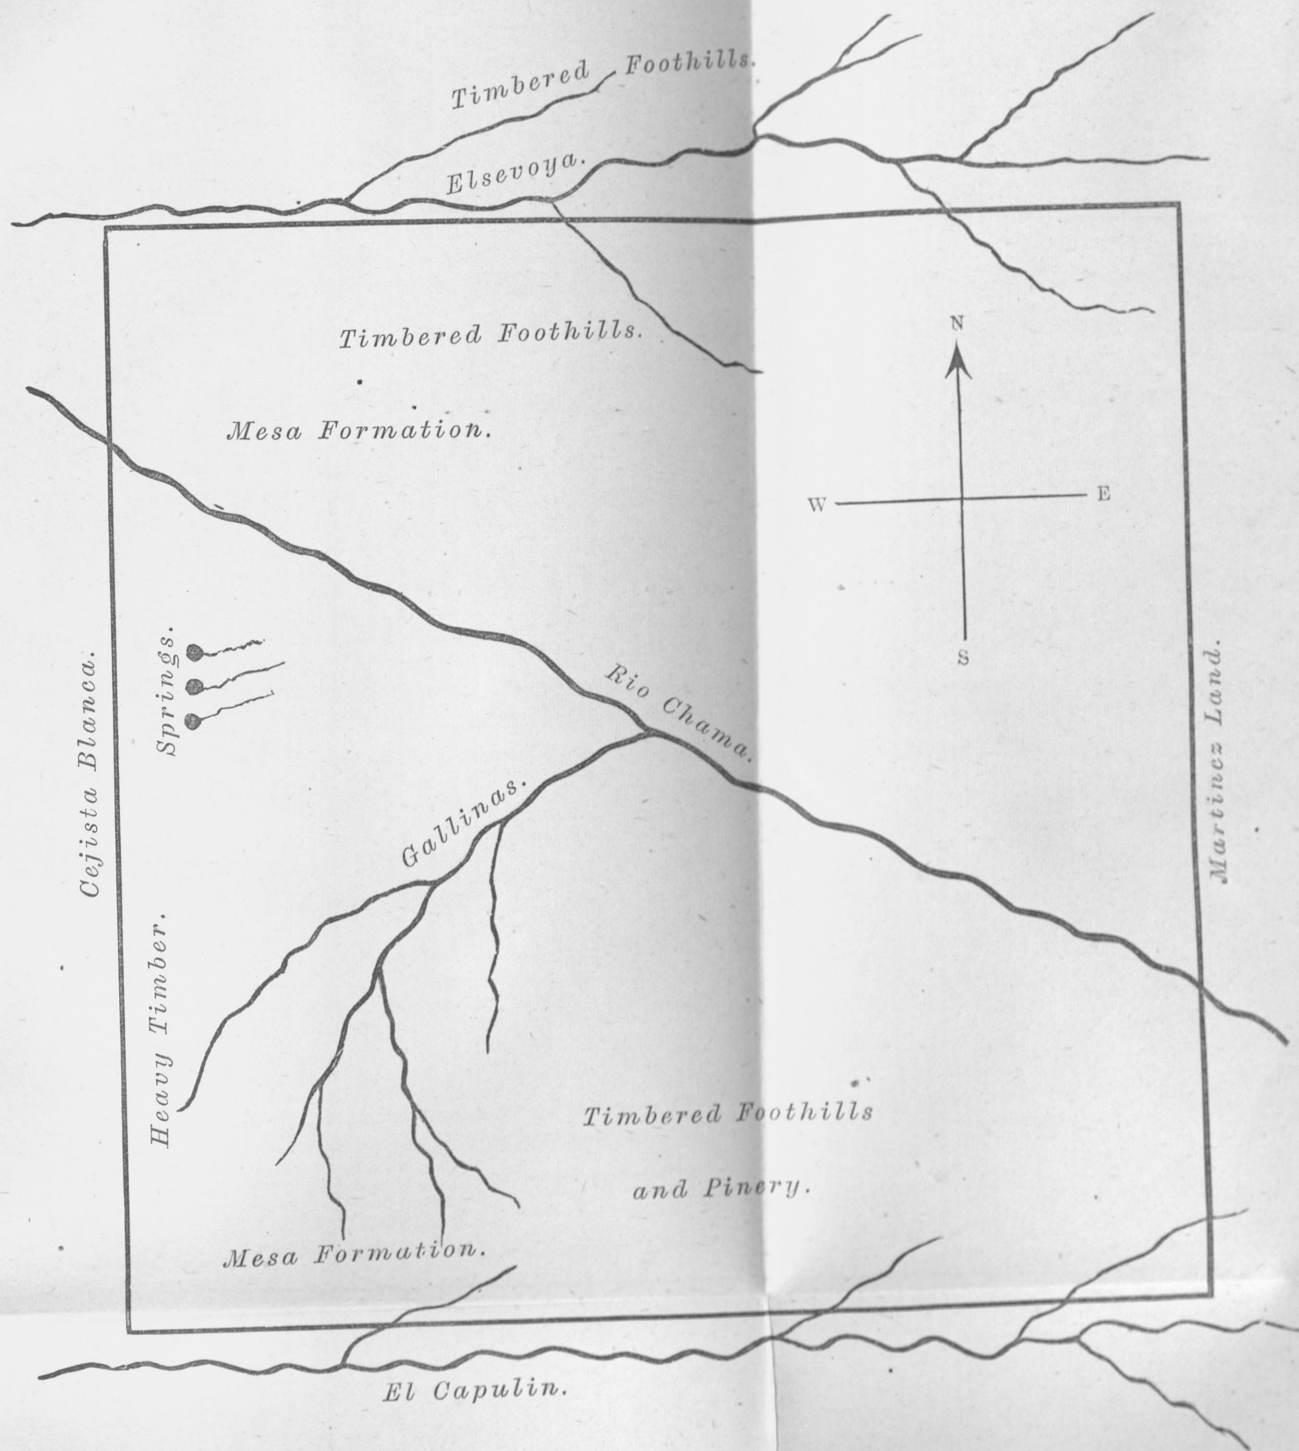 Timbered Foothills.
Elsevoya.
Timbered Foothills.
N
Mesa Formation.
W
E
S
Springs.
Rio Chama.
Cejista Blanca.
Martinez Land.
Gallinas.
Heavy Timber.
Timbered Foothills
and Pinery.
Mesa Formation.
El Capulin.